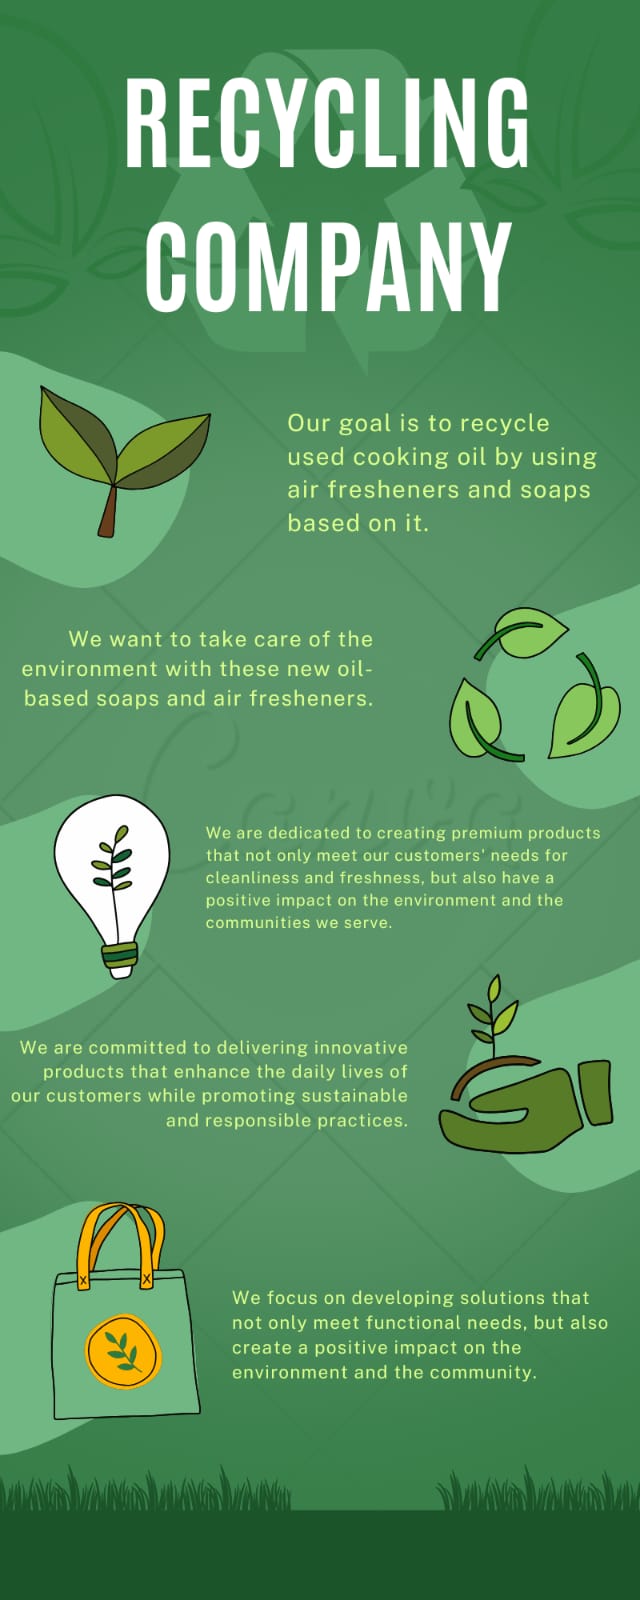 RECYCLING
COMPANY
Our goal is to recycle
used cooking oil by using
air fresheners and soaps
based on it.
We want to take care of the
environment with these new oil-
based soaps and air fresheners.
Canva
We are dedicated to creating premium products
that not only meet our customers' needs for
cleanliness and freshness, but also have a
positive impact on the environment and the
communities we serve.
We are committed to delivering innovative
products that enhance the daily lives of
our customers while promoting sustainable
and responsible practices.
We focus on developing solutions that
not only meet functional needs, but also
create a positive impact on the
environment and the community.